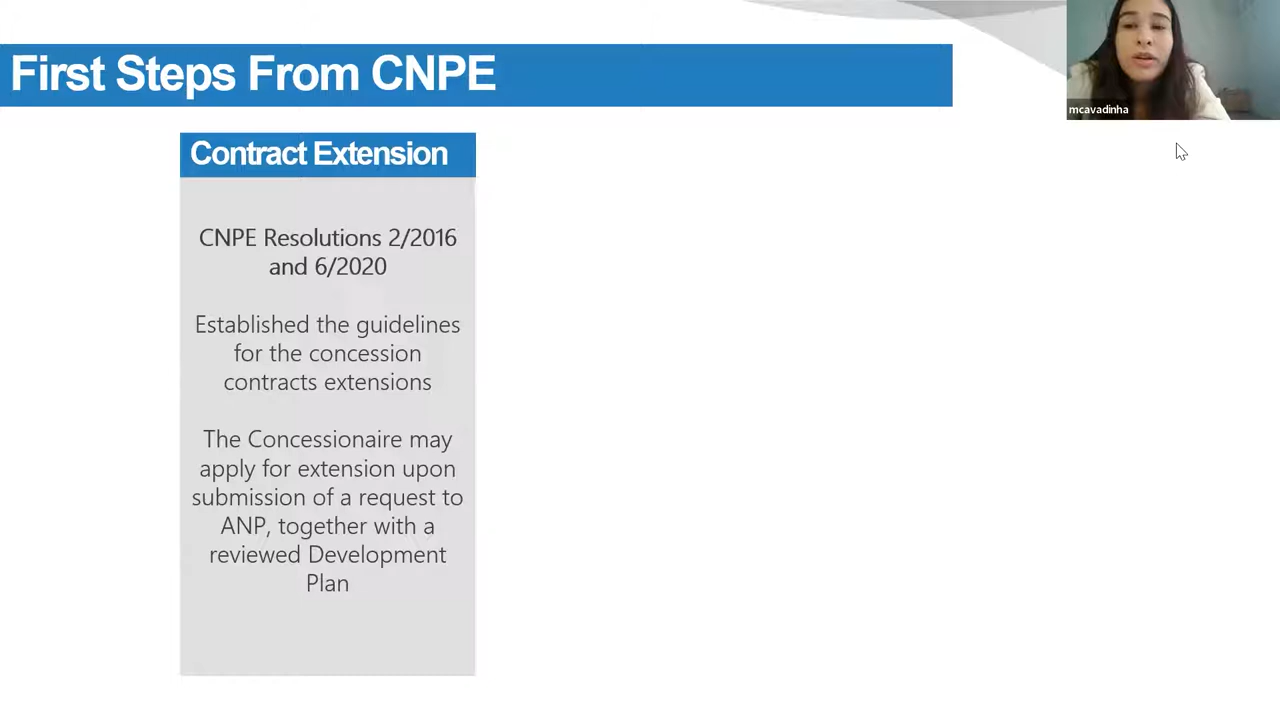 First Steps From CNPE
mcavadinha
Contract Extension
CNPE Resolutions 2/2016
and 6/2020
Established the guidelines
for the concession
contracts extensions
The Concessionaire may
apply for extension upon
submission of a request to
ANP, together with a
reviewed Development
Plan